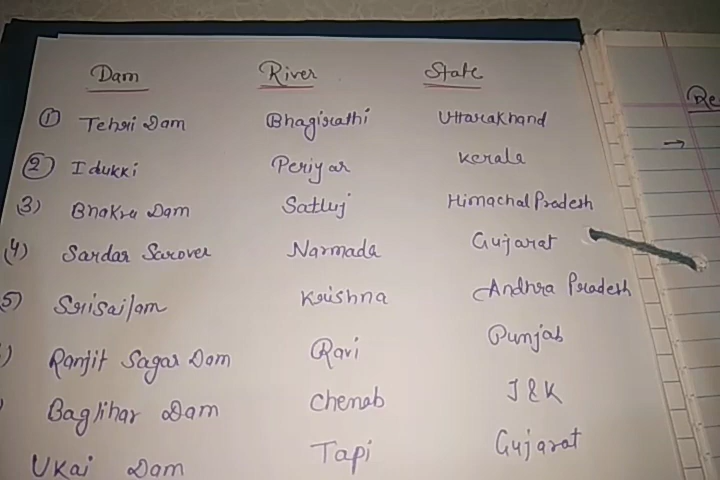 Dam River State
① Tehri Dam Bhagirathi Uttarakhand
② Idukki Periyar Kerala
3) Bhakra Dam Satluj Himachal Pradesh
(4) Sardar Sarover Narmada Gujarat
5) Srisailam Krishna Andhra Pradesh
) Ranjit Sagar Dam Ravi Punjab
Baglihar Dam Chenab J & K
Ukai Dam Tapi Gujarat
Re
→